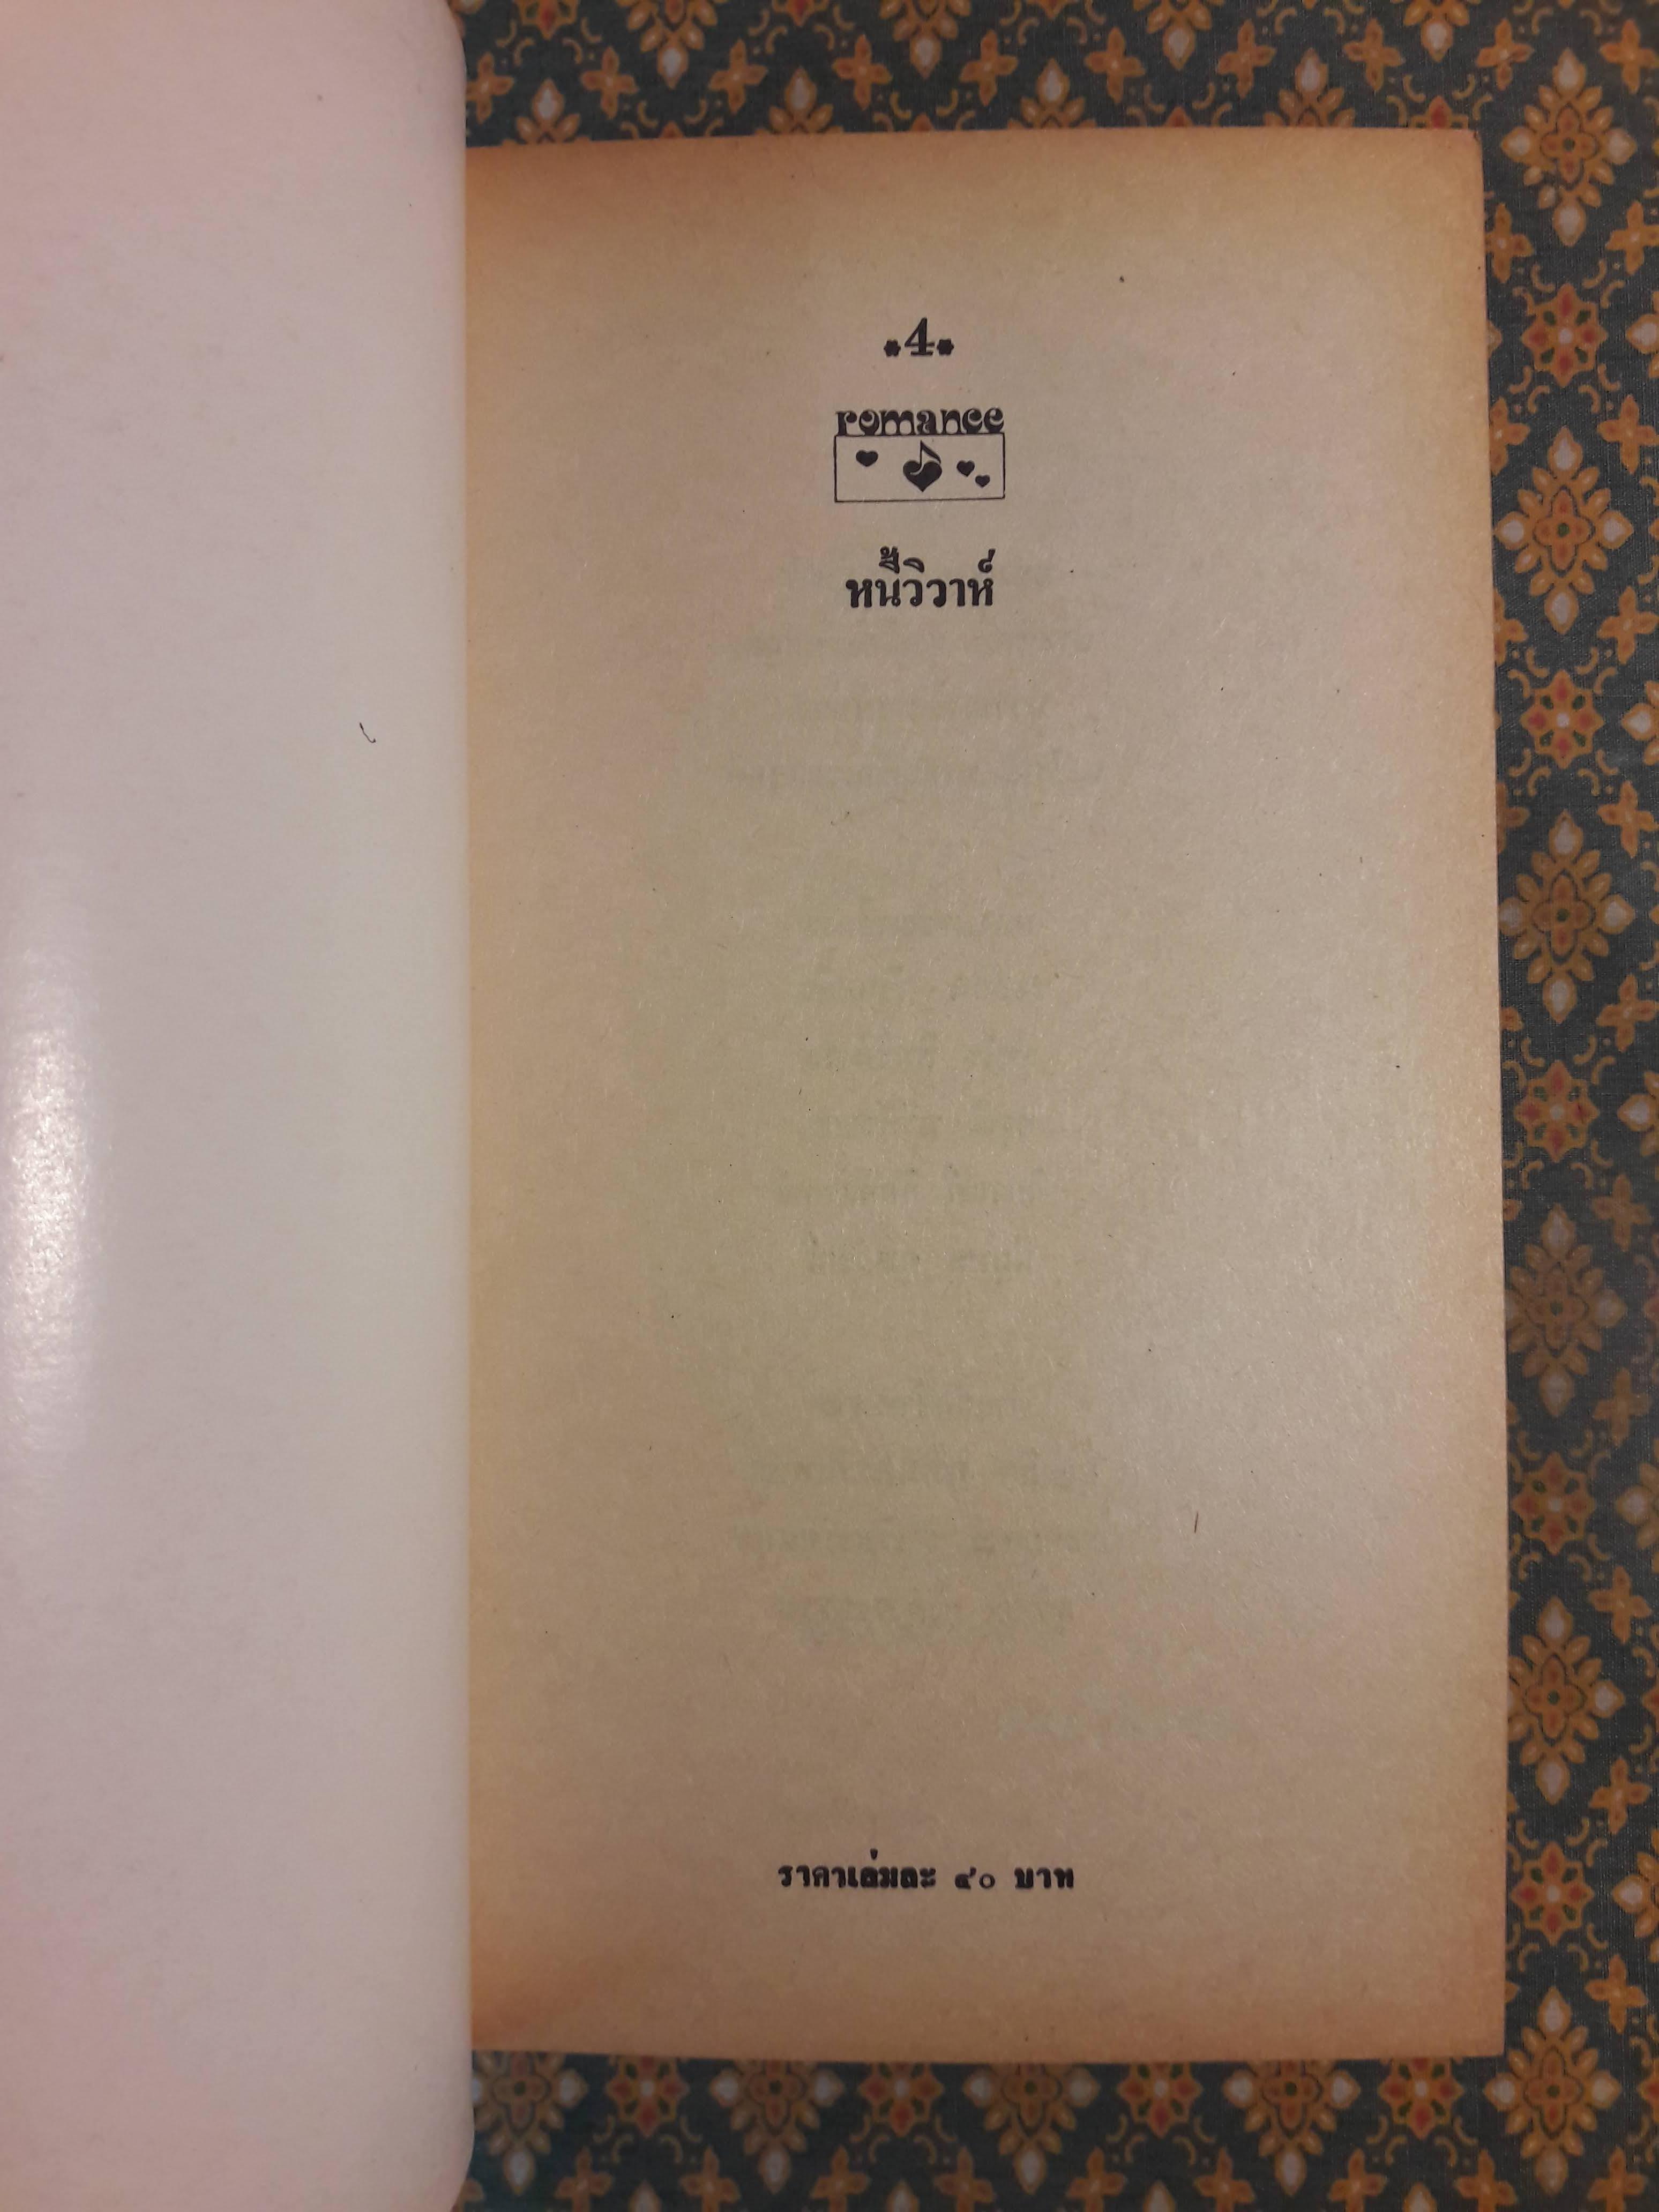 •4•
romance
หนี้วิวาห์
ราคาเล่มละ ๔๐ บาท